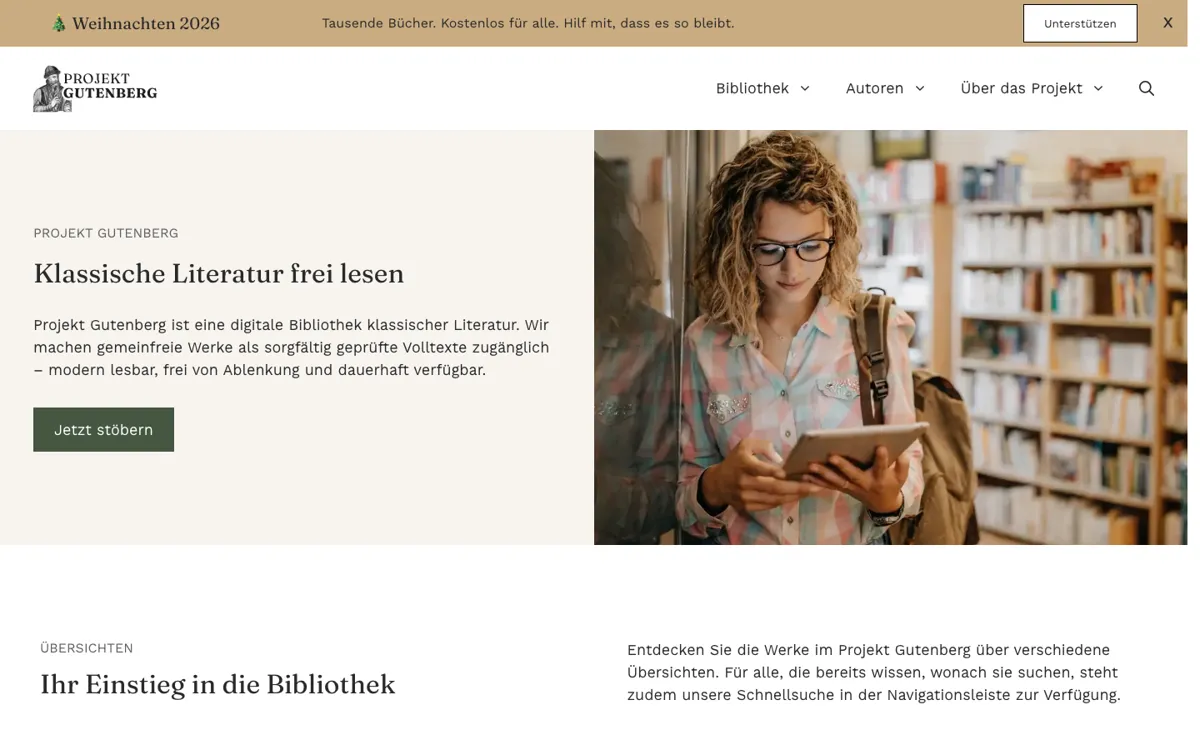 🎄 Weihnachten 2026
Tausende Bücher. Kostenlos für alle. Hilf mit, dass es so bleibt.
Unterstützen
X
PROJEKT
GUTENBERG
Bibliothek
Autoren
Über das Projekt
PROJEKT GUTENBERG
Klassische Literatur frei lesen
Projekt Gutenberg ist eine digitale Bibliothek klassischer Literatur. Wir
machen gemeinfreie Werke als sorgfältig geprüfte Volltexte zugänglich
– modern lesbar, frei von Ablenkung und dauerhaft verfügbar.
Jetzt stöbern
ÜBERSICHTEN
Ihr Einstieg in die Bibliothek
Entdecken Sie die Werke im Projekt Gutenberg über verschiedene
Übersichten. Für alle, die bereits wissen, wonach sie suchen, steht
zudem unsere Schnellsuche in der Navigationsleiste zur Verfügung.